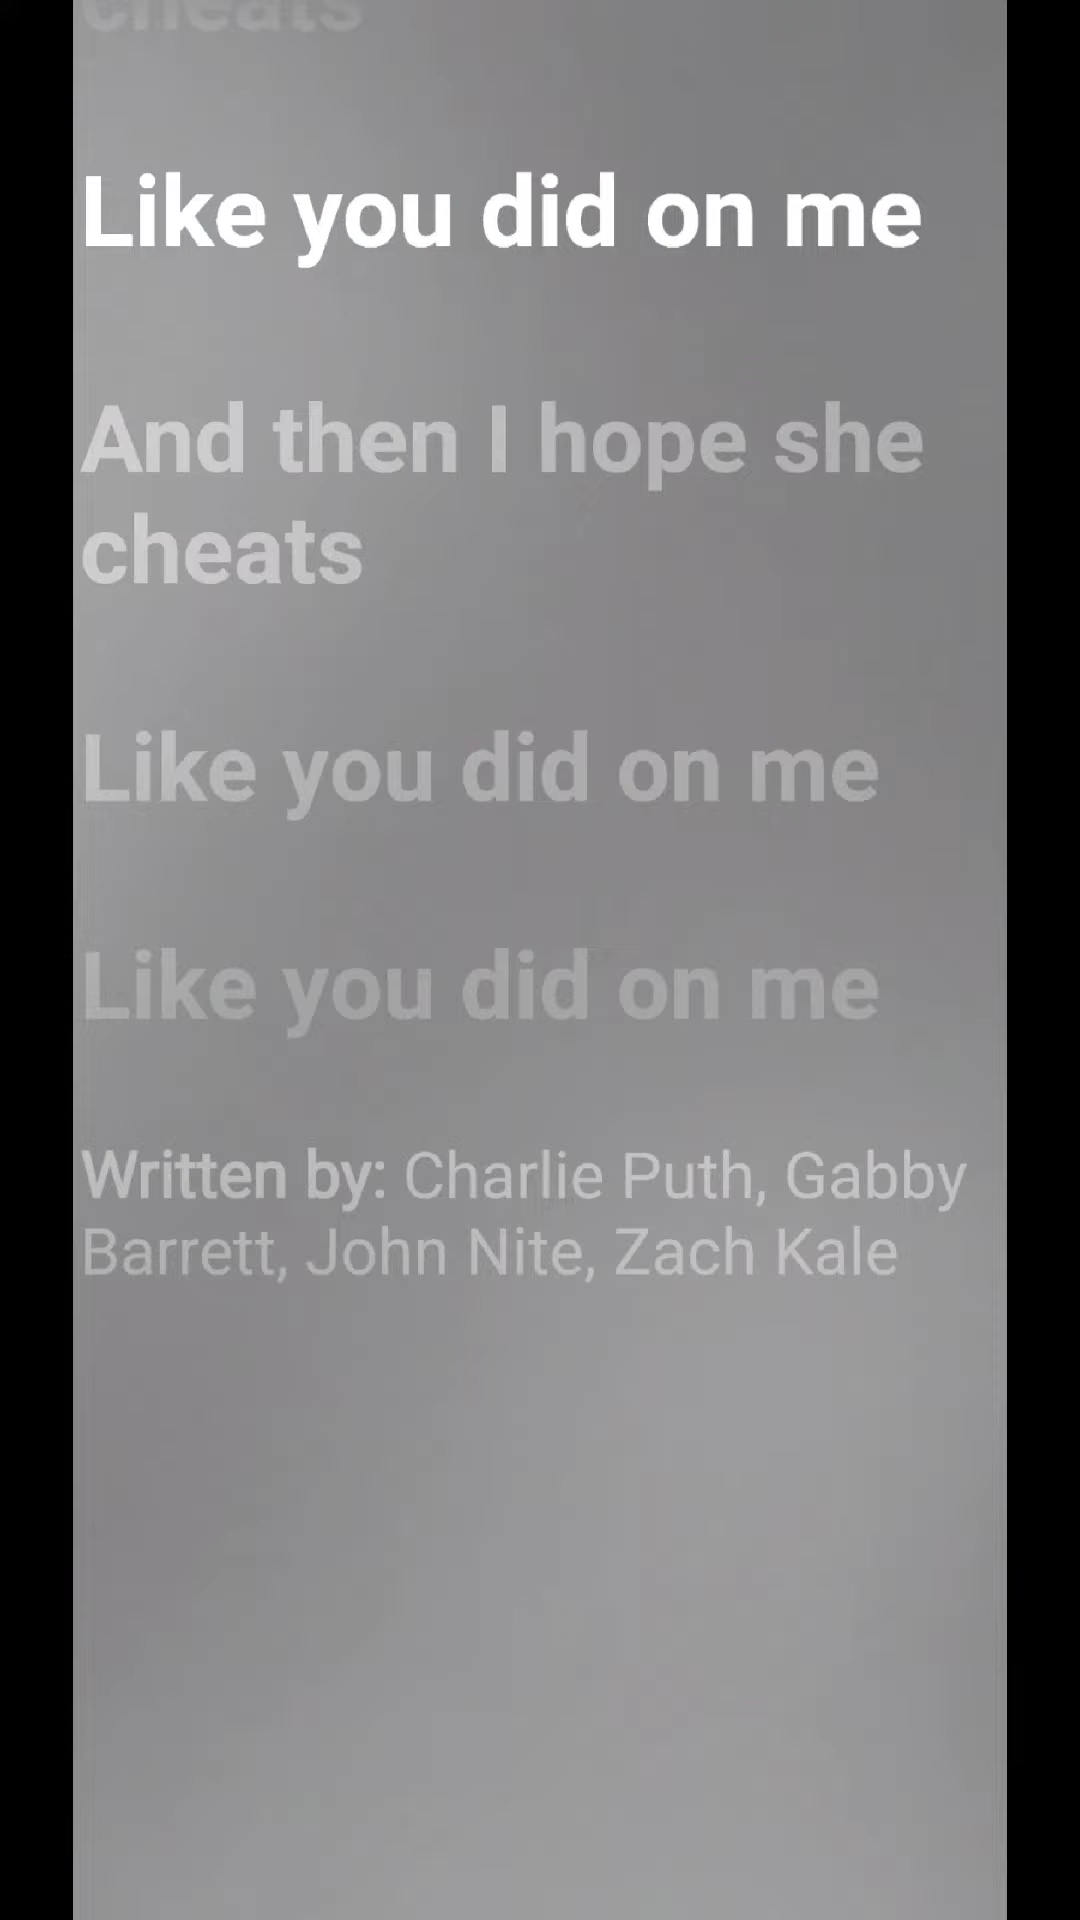 cheats
Like you did on me
And then I hope she
cheats
Like you did on me
Like you did on me
Written by: Charlie Puth, Gabby
Barrett, John Nite, Zach Kale